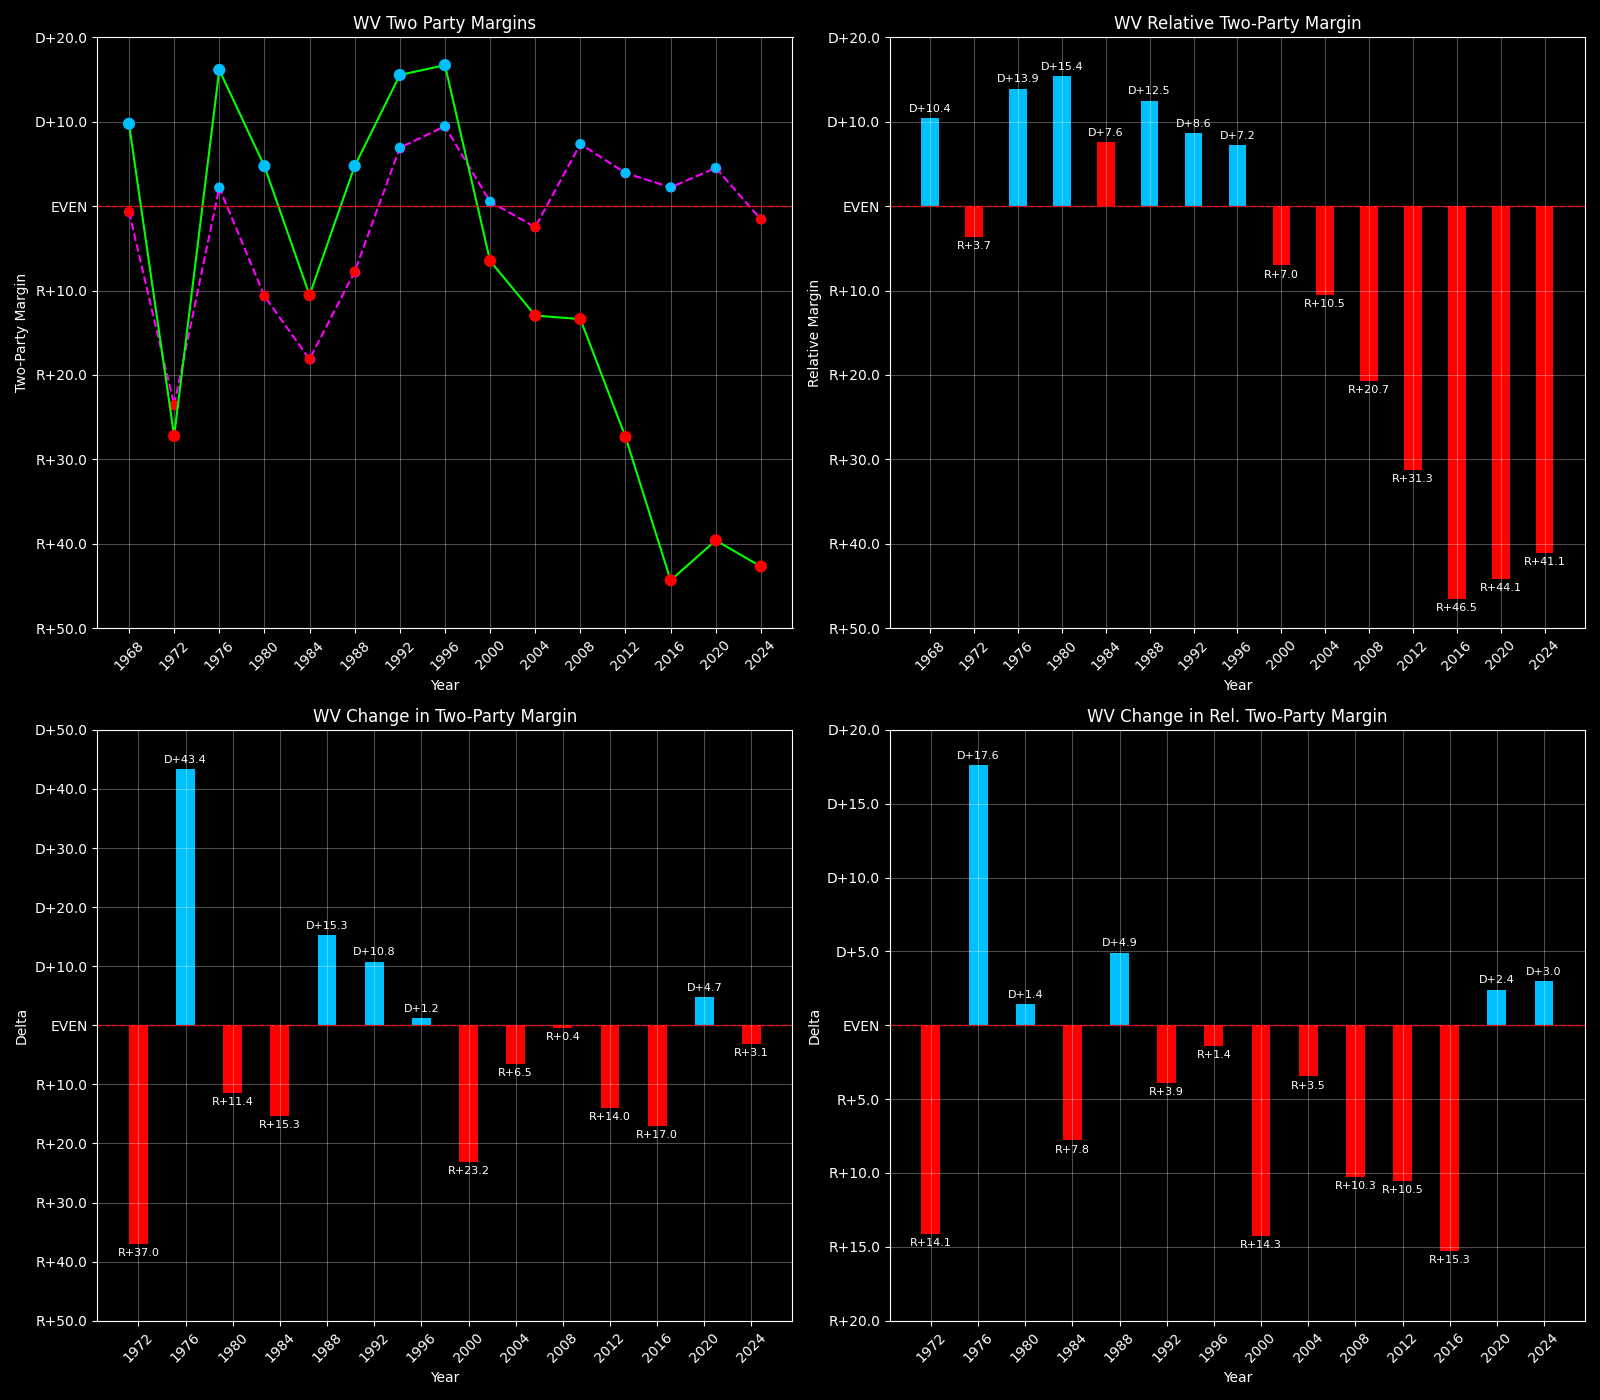 WV Two Party Margins
D+20.0
D+10.0
EVEN
R+10.0
R+20.0
R+30.0
R+40.0
R+50.0
Two-Party Margin
1968 1972 1976 1980 1984 1988 1992 1996 2000 2004 2008 2012 2016 2020 2024
Year
WV Relative Two-Party Margin
D+20.0
D+10.0
EVEN
R+10.0
R+20.0
R+30.0
R+40.0
R+50.0
Relative Margin
D+10.4 R+3.7 D+13.9 D+15.4 D+7.6 D+12.5 D+8.6 D+7.2 R+7.0 R+10.5 R+20.7 R+31.3 R+46.5 R+44.1 R+41.1
1968 1972 1976 1980 1984 1988 1992 1996 2000 2004 2008 2012 2016 2020 2024
Year
WV Change in Two-Party Margin
D+50.0
D+40.0
D+30.0
D+20.0
D+10.0
EVEN
R+10.0
R+20.0
R+30.0
R+40.0
R+50.0
Delta
R+37.0 D+43.4 R+11.4 R+15.3 D+15.3 D+10.8 D+1.2 R+23.2 R+6.5 R+0.4 R+14.0 R+17.0 D+4.7 R+3.1
1972 1976 1980 1984 1988 1992 1996 2000 2004 2008 2012 2016 2020 2024
Year
WV Change in Rel. Two-Party Margin
D+20.0
D+15.0
D+10.0
D+5.0
EVEN
R+5.0
R+10.0
R+15.0
R+20.0
Delta
R+14.1 D+17.6 D+1.4 R+7.8 D+4.9 R+3.9 R+1.4 R+14.3 R+3.5 R+10.3 R+10.5 R+15.3 D+2.4 D+3.0
1972 1976 1980 1984 1988 1992 1996 2000 2004 2008 2012 2016 2020 2024
Year